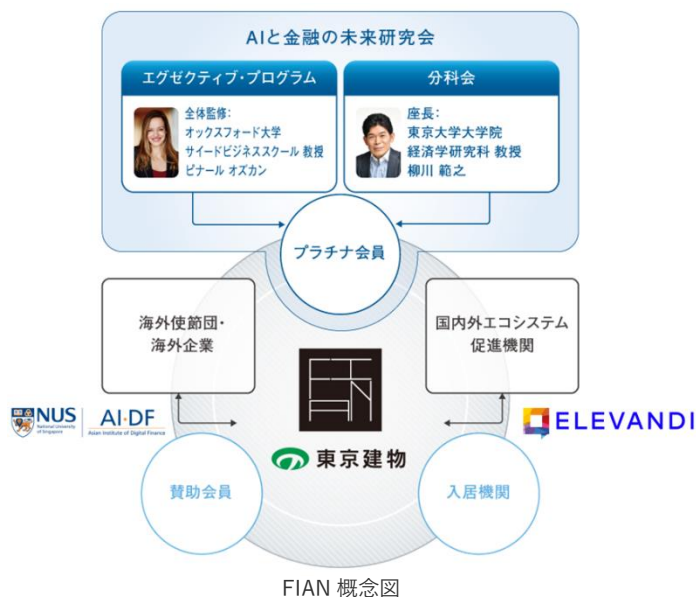 AIと金融の未来研究会
エグゼクティブ・プログラム
全体監修:
オックスフォード大学
サイードビジネススクール 教授
ピナール オズカン
分科会
座長:
東京大学大学院
経済学研究科 教授
柳川 範之
プラチナ会員
海外使節団・
海外企業
国内外エコシステム
促進機関
FINA
NUS
National University
of Singapore
AI·DF
Asian Institute of Digital Finance
ELEVANDI
東京建物
賛助会員
入居機関
FIAN 概念図